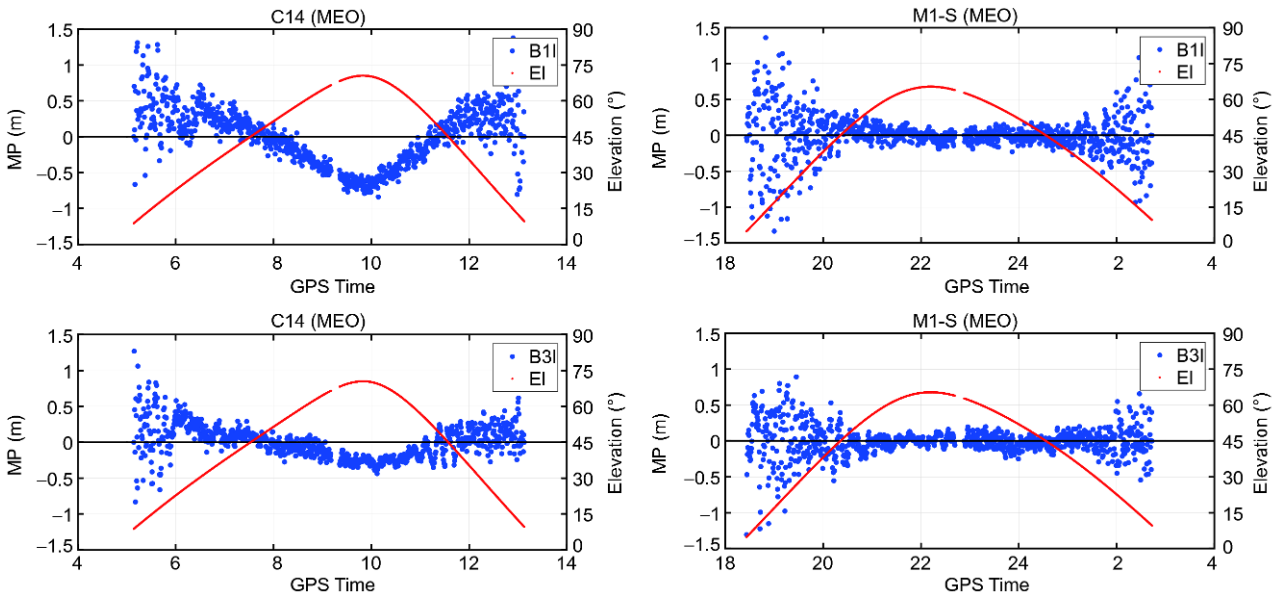 C14 (MEO)
1.5
1
0.5
0
–0.5
–1
–1.5
MP (m)
90
75
60
45
30
15
0
Elevation (°)
B1I
EI
4 6 8 10 12 14
GPS Time
M1-S (MEO)
1.5
1
0.5
0
–0.5
–1
–1.5
MP (m)
90
75
60
45
30
15
0
Elevation (°)
B1I
EI
18 20 22 24 2 4
GPS Time
C14 (MEO)
1.5
1
0.5
0
–0.5
–1
–1.5
MP (m)
90
75
60
45
30
15
0
Elevation (°)
B3I
EI
4 6 8 10 12 14
GPS Time
M1-S (MEO)
1.5
1
0.5
0
–0.5
–1
–1.5
MP (m)
90
75
60
45
30
15
0
Elevation (°)
B3I
EI
18 20 22 24 2 4
GPS Time